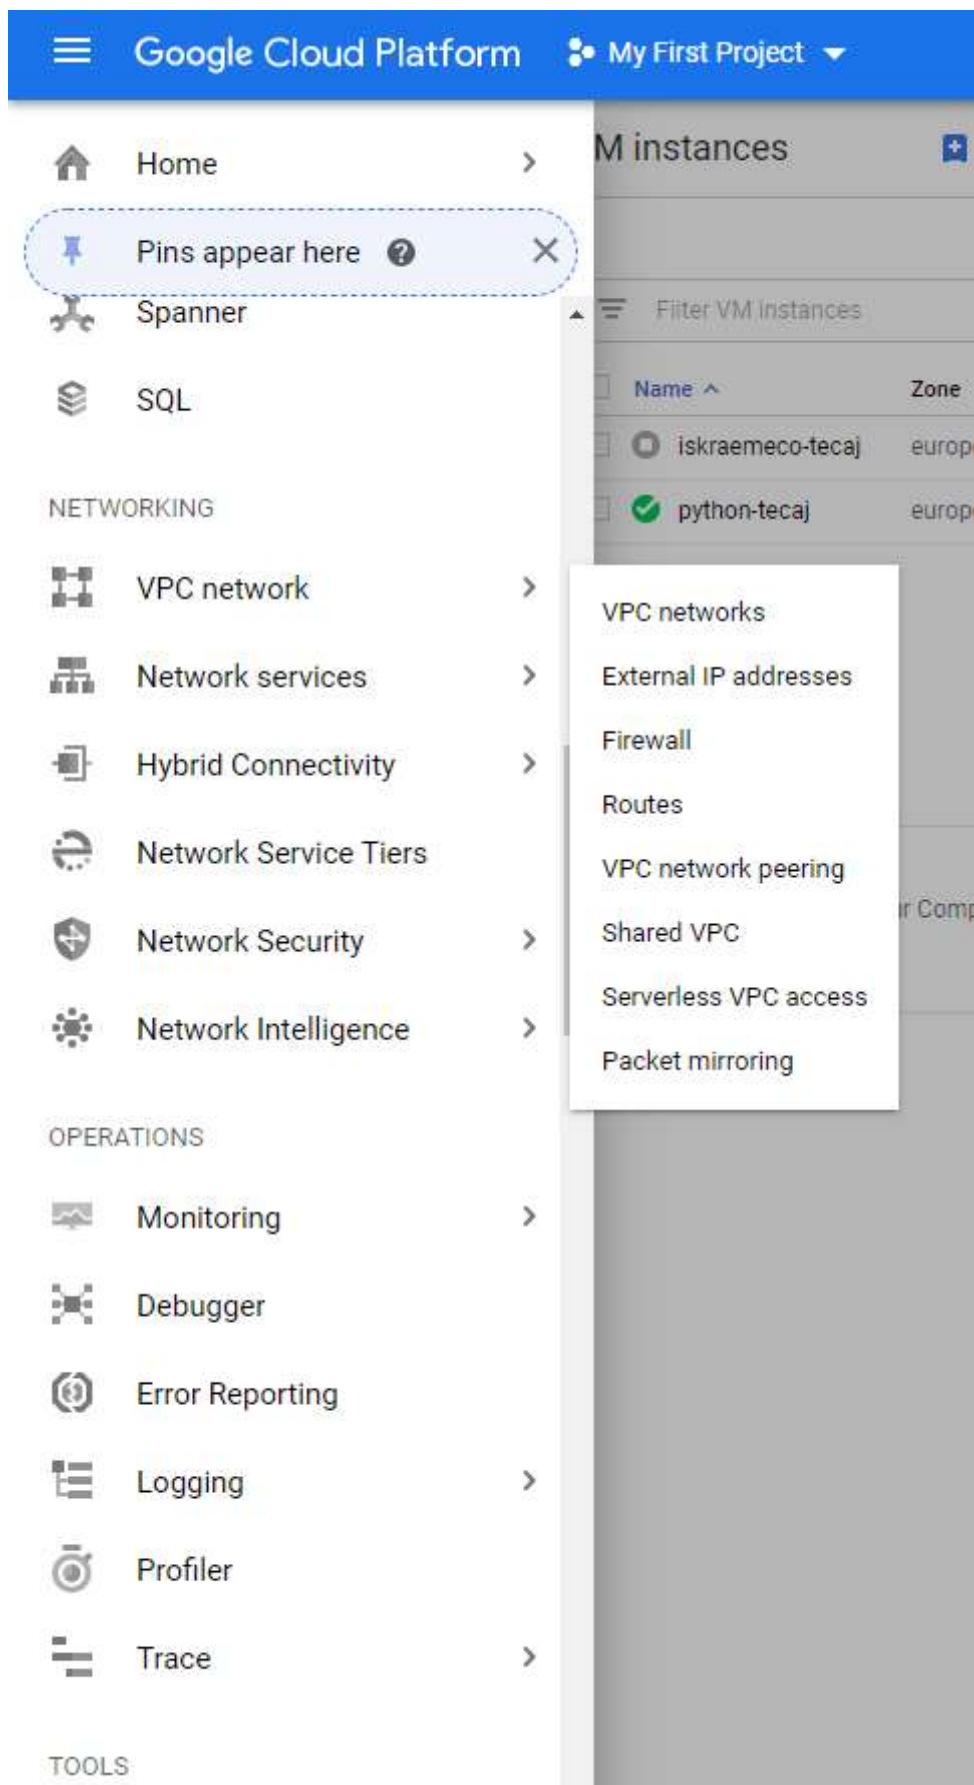 Google Cloud Platform My First Project
Home
Pins appear here
Spanner
SQL
NETWORKING
VPC network
Network services
Hybrid Connectivity
Network Service Tiers
Network Security
Network Intelligence
OPERATIONS
Monitoring
Debugger
Error Reporting
Logging
Profiler
Trace
TOOLS
M instances
Filter VM instances
Name Zone
iskraemeco-tecaj europ
python-tecaj europ
VPC networks
External IP addresses
Firewall
Routes
VPC network peering
Shared VPC
Serverless VPC access
Packet mirroring
r Comp